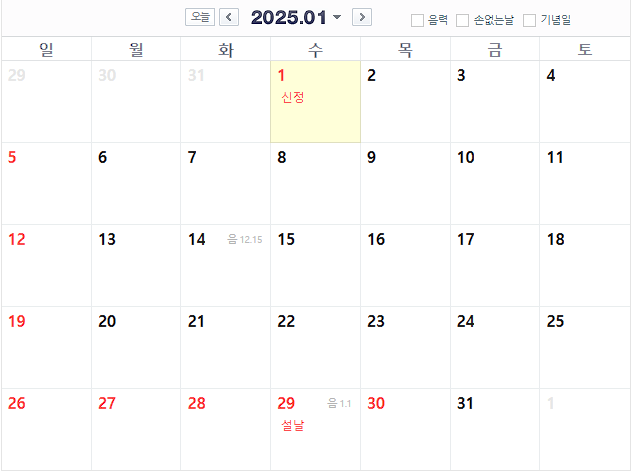 오늘 2025.01 음력 손없는날 기념일
일 월 화 수 목 금 토
29 30 31 1 2 3 4
신정
5 6 7 8 9 10 11
12 13 14 음 12.15 15 16 17 18
19 20 21 22 23 24 25
26 27 28 29 음 1.1 30 31 1
설날